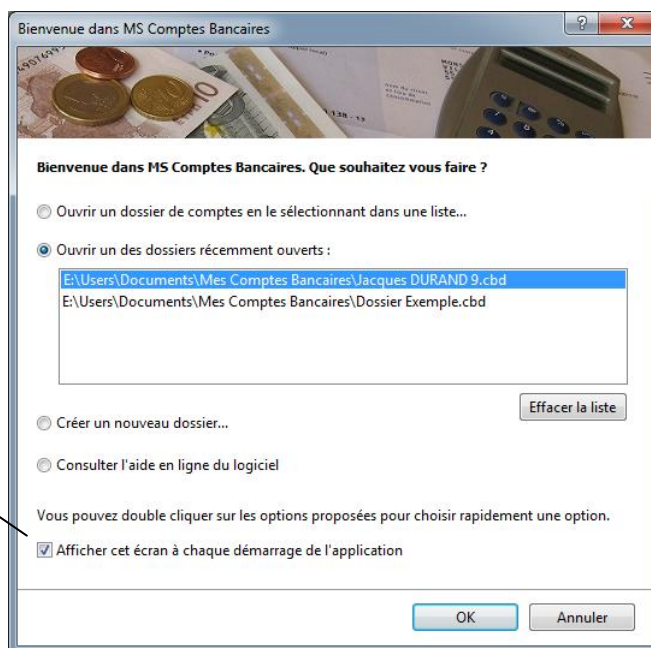 Bienvenue dans MS Comptes Bancaires
Bienvenue dans MS Comptes Bancaires. Que souhaitez vous faire ?
Ouvrir un dossier de comptes en le sélectionnant dans une liste...
Ouvrir un des dossiers récemment ouverts :
E:\Users\Documents\Mes Comptes Bancaires\Jacques DURAND 9.cbd
E:\Users\Documents\Mes Comptes Bancaires\Dossier Exemple.cbd
Effacer la liste
Créer un nouveau dossier...
Consulter l'aide en ligne du logiciel
Vous pouvez double cliquer sur les options proposées pour choisir rapidement une option.
Afficher cet écran à chaque démarrage de l'application
OK
Annuler